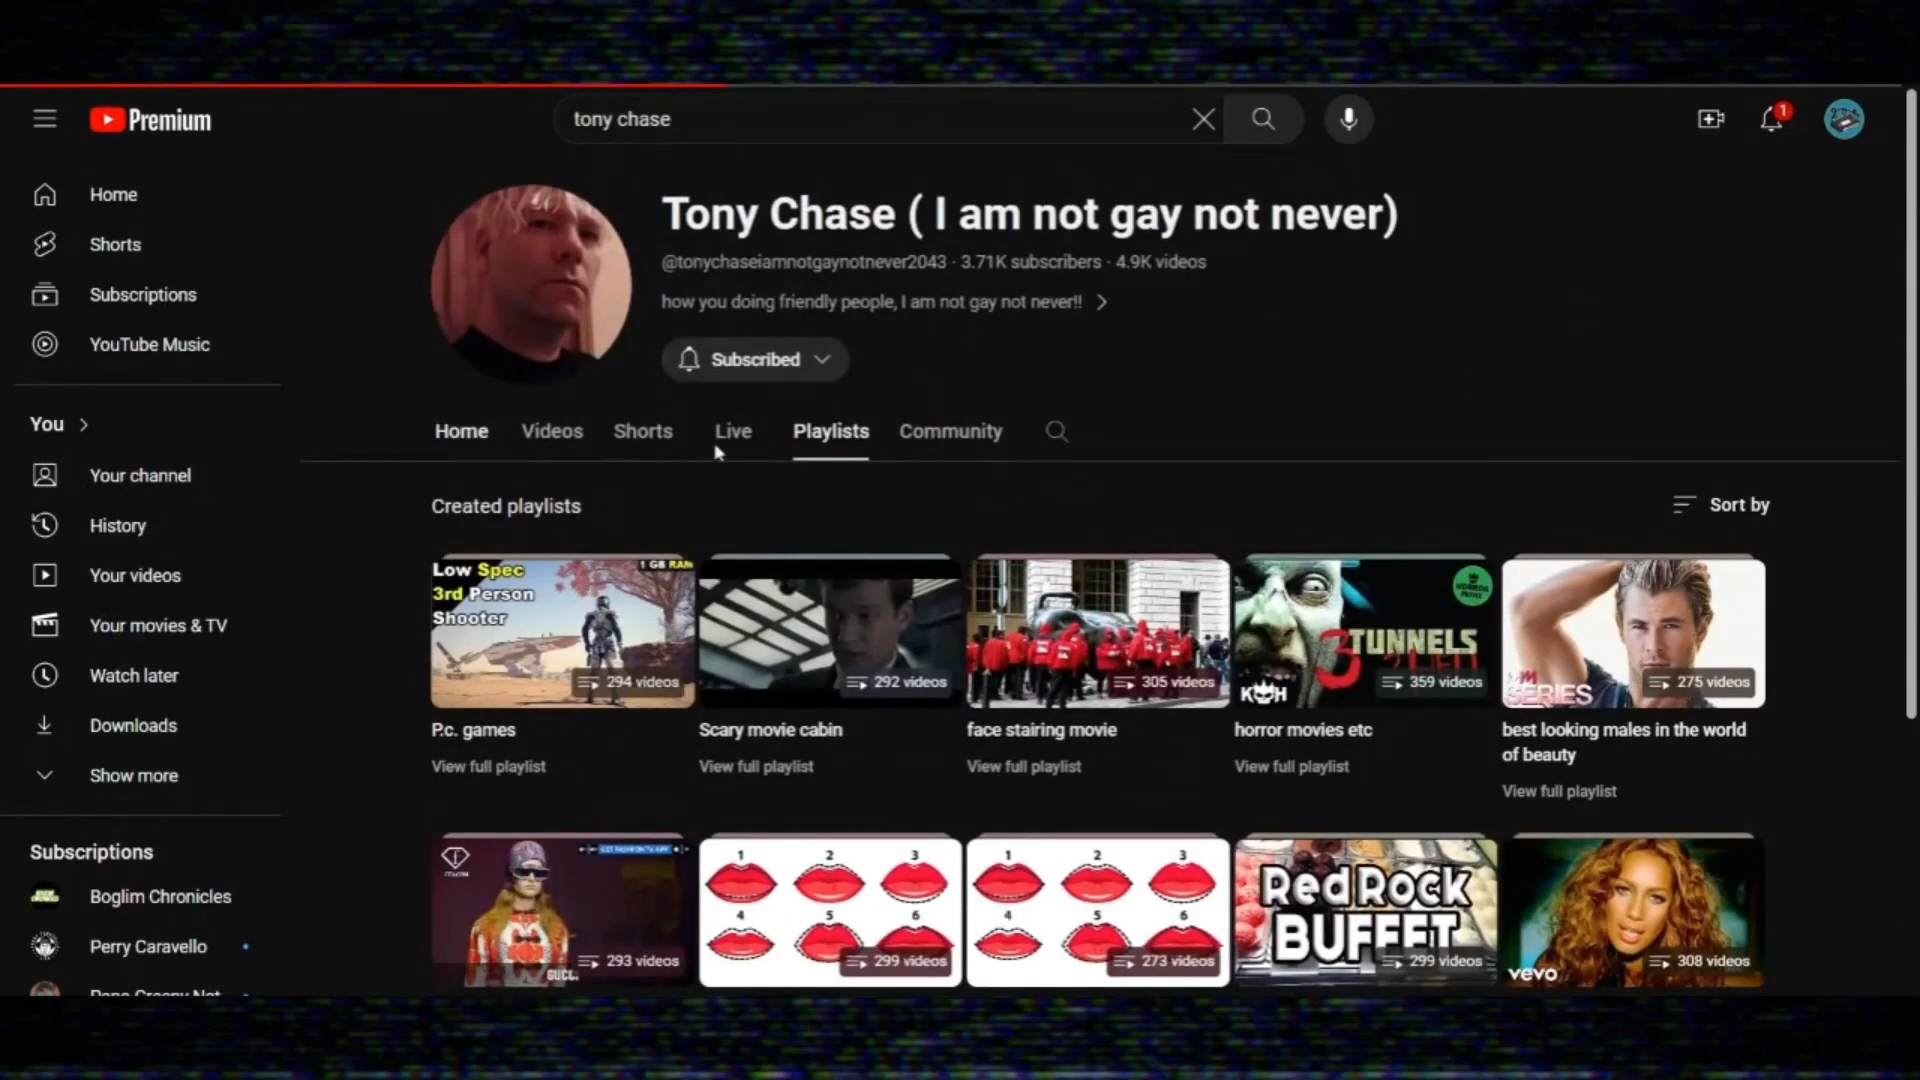 Premium
tony chase
1
Home
Shorts
Subscriptions
YouTube Music
You
Your channel
History
Your videos
Your movies & TV
Watch later
Downloads
Show more
Subscriptions
Boglim Chronicles
Perry Caravello
Tony Chase ( I am not gay not never)
@tonychaseiamnotgaynotnever2043 · 3.71K subscribers · 4.9K videos
how you doing friendly people, I am not gay not never!!
Subscribed
Home Videos Shorts Live Playlists Community
Created playlists
Sort by
Low Spec
3rd Person
Shooter
1 GB RAM
294 videos
P.c. games
View full playlist
292 videos
Scary movie cabin
View full playlist
305 videos
face stairing movie
View full playlist
3 TUNNELS
359 videos
horror movies etc
View full playlist
SERIES
275 videos
best looking males in the world
of beauty
View full playlist
293 videos
1 2 3
4 5 6
299 videos
1 2 3
4 5 6
273 videos
Red Rock
BUFFET
299 videos
vevo
308 videos